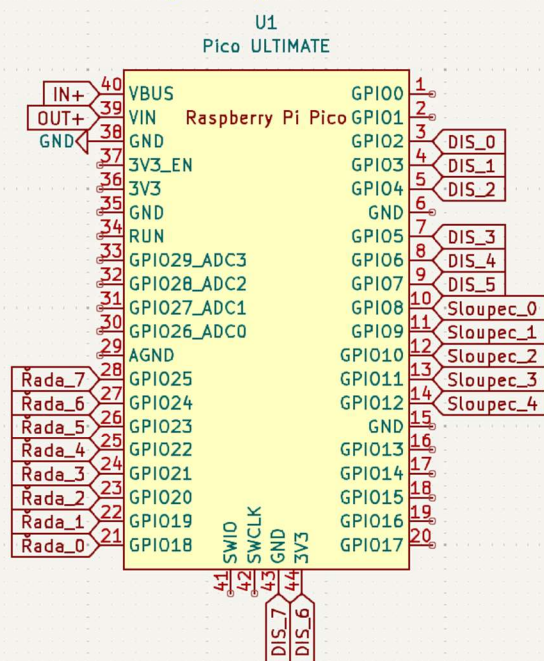 U1
Pico ULTIMATE
Raspberry Pi Pico
IN+ 40 VBUS
OUT+ 39 VIN
GND 38 GND
37 3V3_EN
36 3V3
35 GND
34 RUN
33 GPIO29_ADC3
32 GPIO28_ADC2
31 GPIO27_ADC1
30 GPIO26_ADC0
29 AGND
Řada_7 28 GPIO25
Řada_6 27 GPIO24
Řada_5 26 GPIO23
Řada_4 25 GPIO22
Řada_3 24 GPIO21
Řada_2 23 GPIO20
Řada_1 22 GPIO19
Řada_0 21 GPIO18
GPIO0 1
GPIO1 2
GPIO2 3 DIS_0
GPIO3 4 DIS_1
GPIO4 5 DIS_2
GND 6
GPIO5 7 DIS_3
GPIO6 8 DIS_4
GPIO7 9 DIS_5
GPIO8 10 Sloupec_0
GPIO9 11 Sloupec_1
GPIO10 12 Sloupec_2
GPIO11 13 Sloupec_3
GPIO12 14 Sloupec_4
GND 15
GPIO13 16
GPIO14 17
GPIO15 18
GPIO16 19
GPIO17 20
SWIO 41
SWCLK 42
GND 43 DIS_7
3V3 44 DIS_6